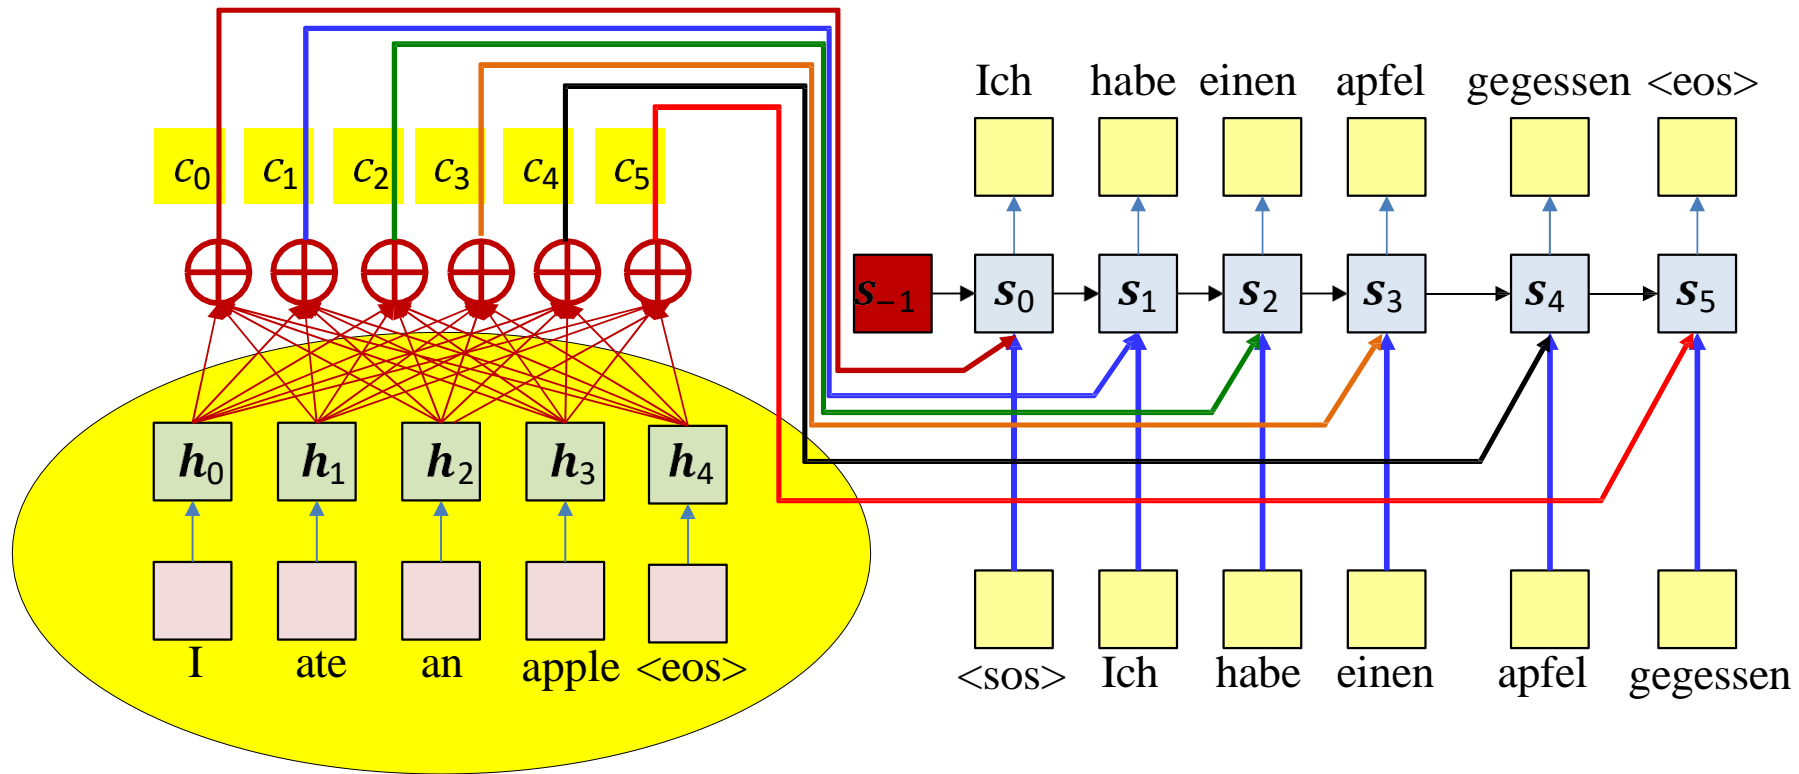 Ich habe einen apfel gegessen <eos>
c0 c1 c2 c3 c4 c5
s−1 s0 s1 s2 s3 s4 s5
h0 h1 h2 h3 h4
I ate an apple <eos>
<sos> Ich habe einen apfel gegessen